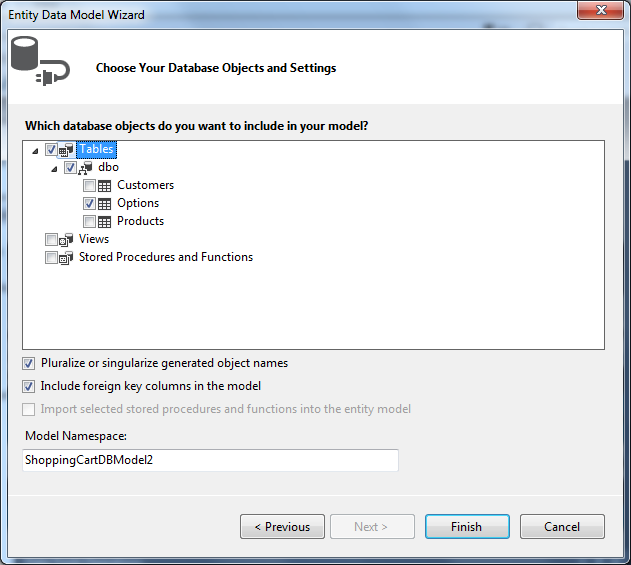 Entity Data Model Wizard
Choose Your Database Objects and Settings
Which database objects do you want to include in your model?
Tables
dbo
Customers
Options
Products
Views
Stored Procedures and Functions
Pluralize or singularize generated object names
Include foreign key columns in the model
Import selected stored procedures and functions into the entity model
Model Namespace:
ShoppingCartDBModel2
< Previous
Next >
Finish
Cancel